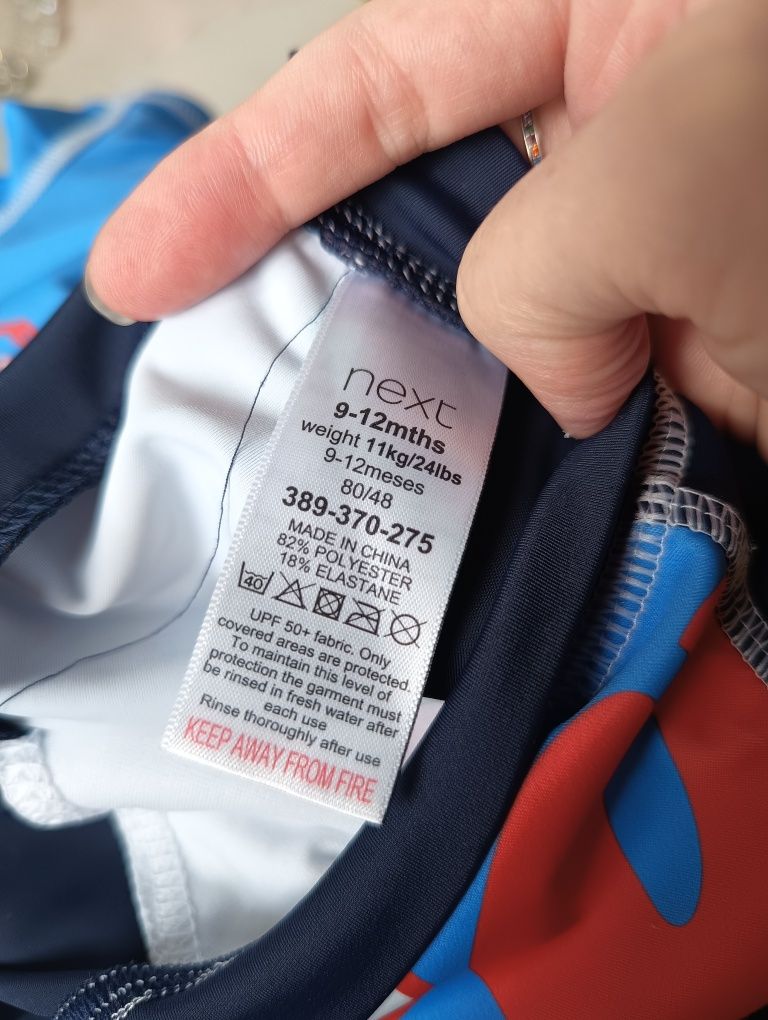 next
9-12mths
weight 11kg/24lbs
9-12meses
80/48
389-370-275
MADE IN CHINA
82% POLYESTER
18% ELASTANE
40
UPF 50+ fabric. Only
covered areas are protected.
To maintain this level of
protection the garment must
be rinsed in fresh water after
each use
Rinse thoroughly after use
KEEP AWAY FROM FIRE